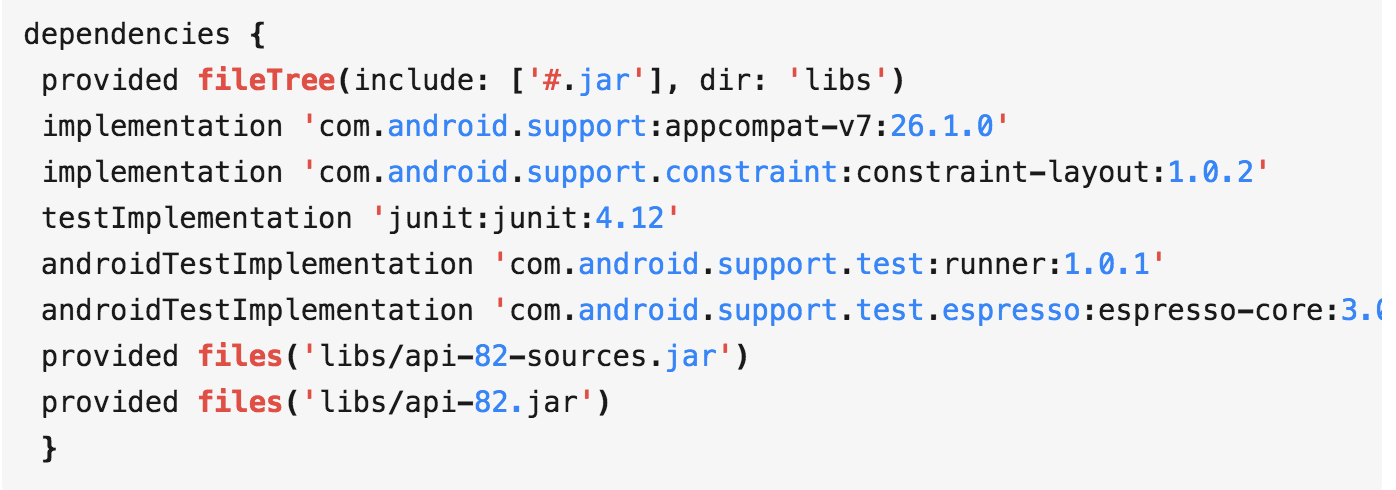 dependencies {
provided fileTree(include: ['#.jar'], dir: 'libs')
implementation 'com.android.support:appcompat-v7:26.1.0'
implementation 'com.android.support.constraint:constraint-layout:1.0.2'
testImplementation 'junit:junit:4.12'
androidTestImplementation 'com.android.support.test:runner:1.0.1'
androidTestImplementation 'com.android.support.test.espresso:espresso-core:3.
provided files('libs/api-82-sources.jar')
provided files('libs/api-82.jar')
}